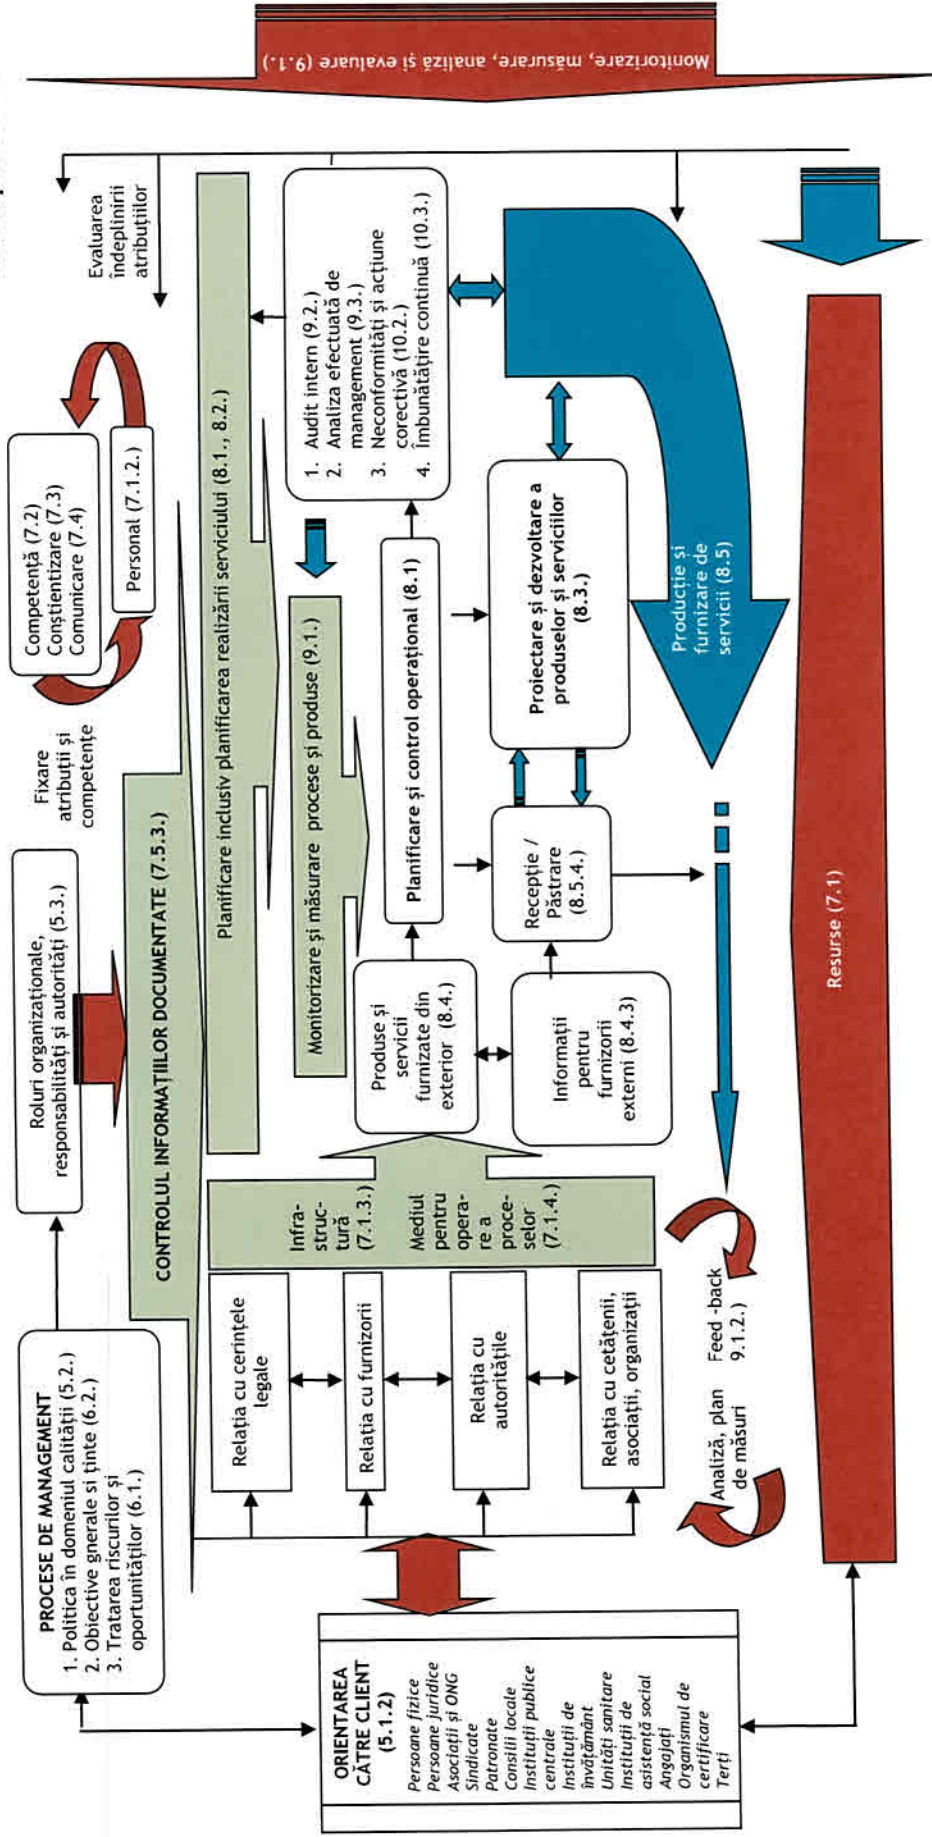 PROCESE DE MANAGEMENT
1. Politica în domeniul calității (5.2.)
2. Obiective gnerale si ținte (6.2.)
3. Tratarea riscurilor și
oportunităților (6.1.)
Roluri organizaționale,
responsabilități și autorități (5.3.)
Fixare
atribuții și
competențe
Competență (7.2)
Conștientizare (7.3)
Comunicare (7.4)
Personal (7.1.2.)
Evaluarea
îndeplinirii
atribuțiilor
CONTROLUL INFORMAȚIILOR DOCUMENTATE (7.5.3.)
Planificare inclusiv planificarea realizării serviciului (8.1., 8.2.)
Monitorizare și măsurare procese și produse (9.1.)
1. Audit intern (9.2.)
2. Analiza efectuată de
management (9.3.)
3. Neconformități și acțiune
corectivă (10.2.)
4. Îmbunătățire continuă (10.3.)
Relația cu cerințele
legale
Relația cu furnizorii
Relația cu
autoritățile
Relația cu cetățenii,
asociații, organizații
Infra-
struc-
tură
(7.1.3.)
Mediul
pentru
opera-
re a
proce-
selor
(7.1.4.)
Produse și
servicii
furnizate din
exterior (8.4.)
Informații
pentru
furnizorii
externi (8.4.3)
Planificare și control operațional (8.1)
Recepție /
Păstrare
(8.5.4.)
Proiectare și dezvoltare a
produselor și serviciilor
(8.3.)
Producție și
furnizare de
servicii (8.5)
ORIENTAREA
CĂTRE CLIENT
(5.1.2)
Persoane fizice
Persoane juridice
Asociații și ONG
Sindicate
Patronate
Consilii locale
Instituții publice
centrale
Instituții de
învățământ
Unități sanitare
Instituții de
asistență social
Angajați
Organismul de
certificare
Terți
Analiză, plan
de măsuri
Feed -back
9.1.2.)
Resurse (7.1)
Monitorizare, măsurare, analiză și evaluare (9.1.)